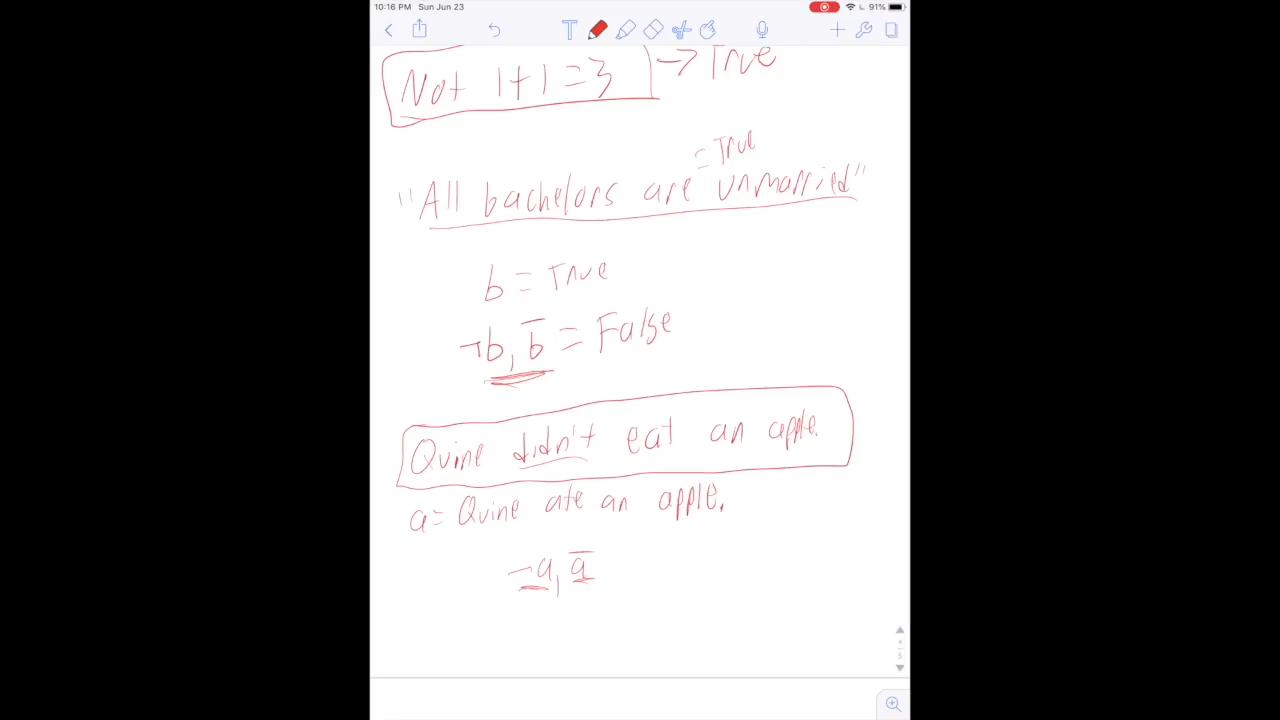 10:16 PM Sun Jun 23
91%
Not 1+1=3 → True
= True
"All bachelors are unmarried"
b = True
¬b, b̅ = False
Quine didn't eat an apple.
a = Quine ate an apple.
¬a, a̅